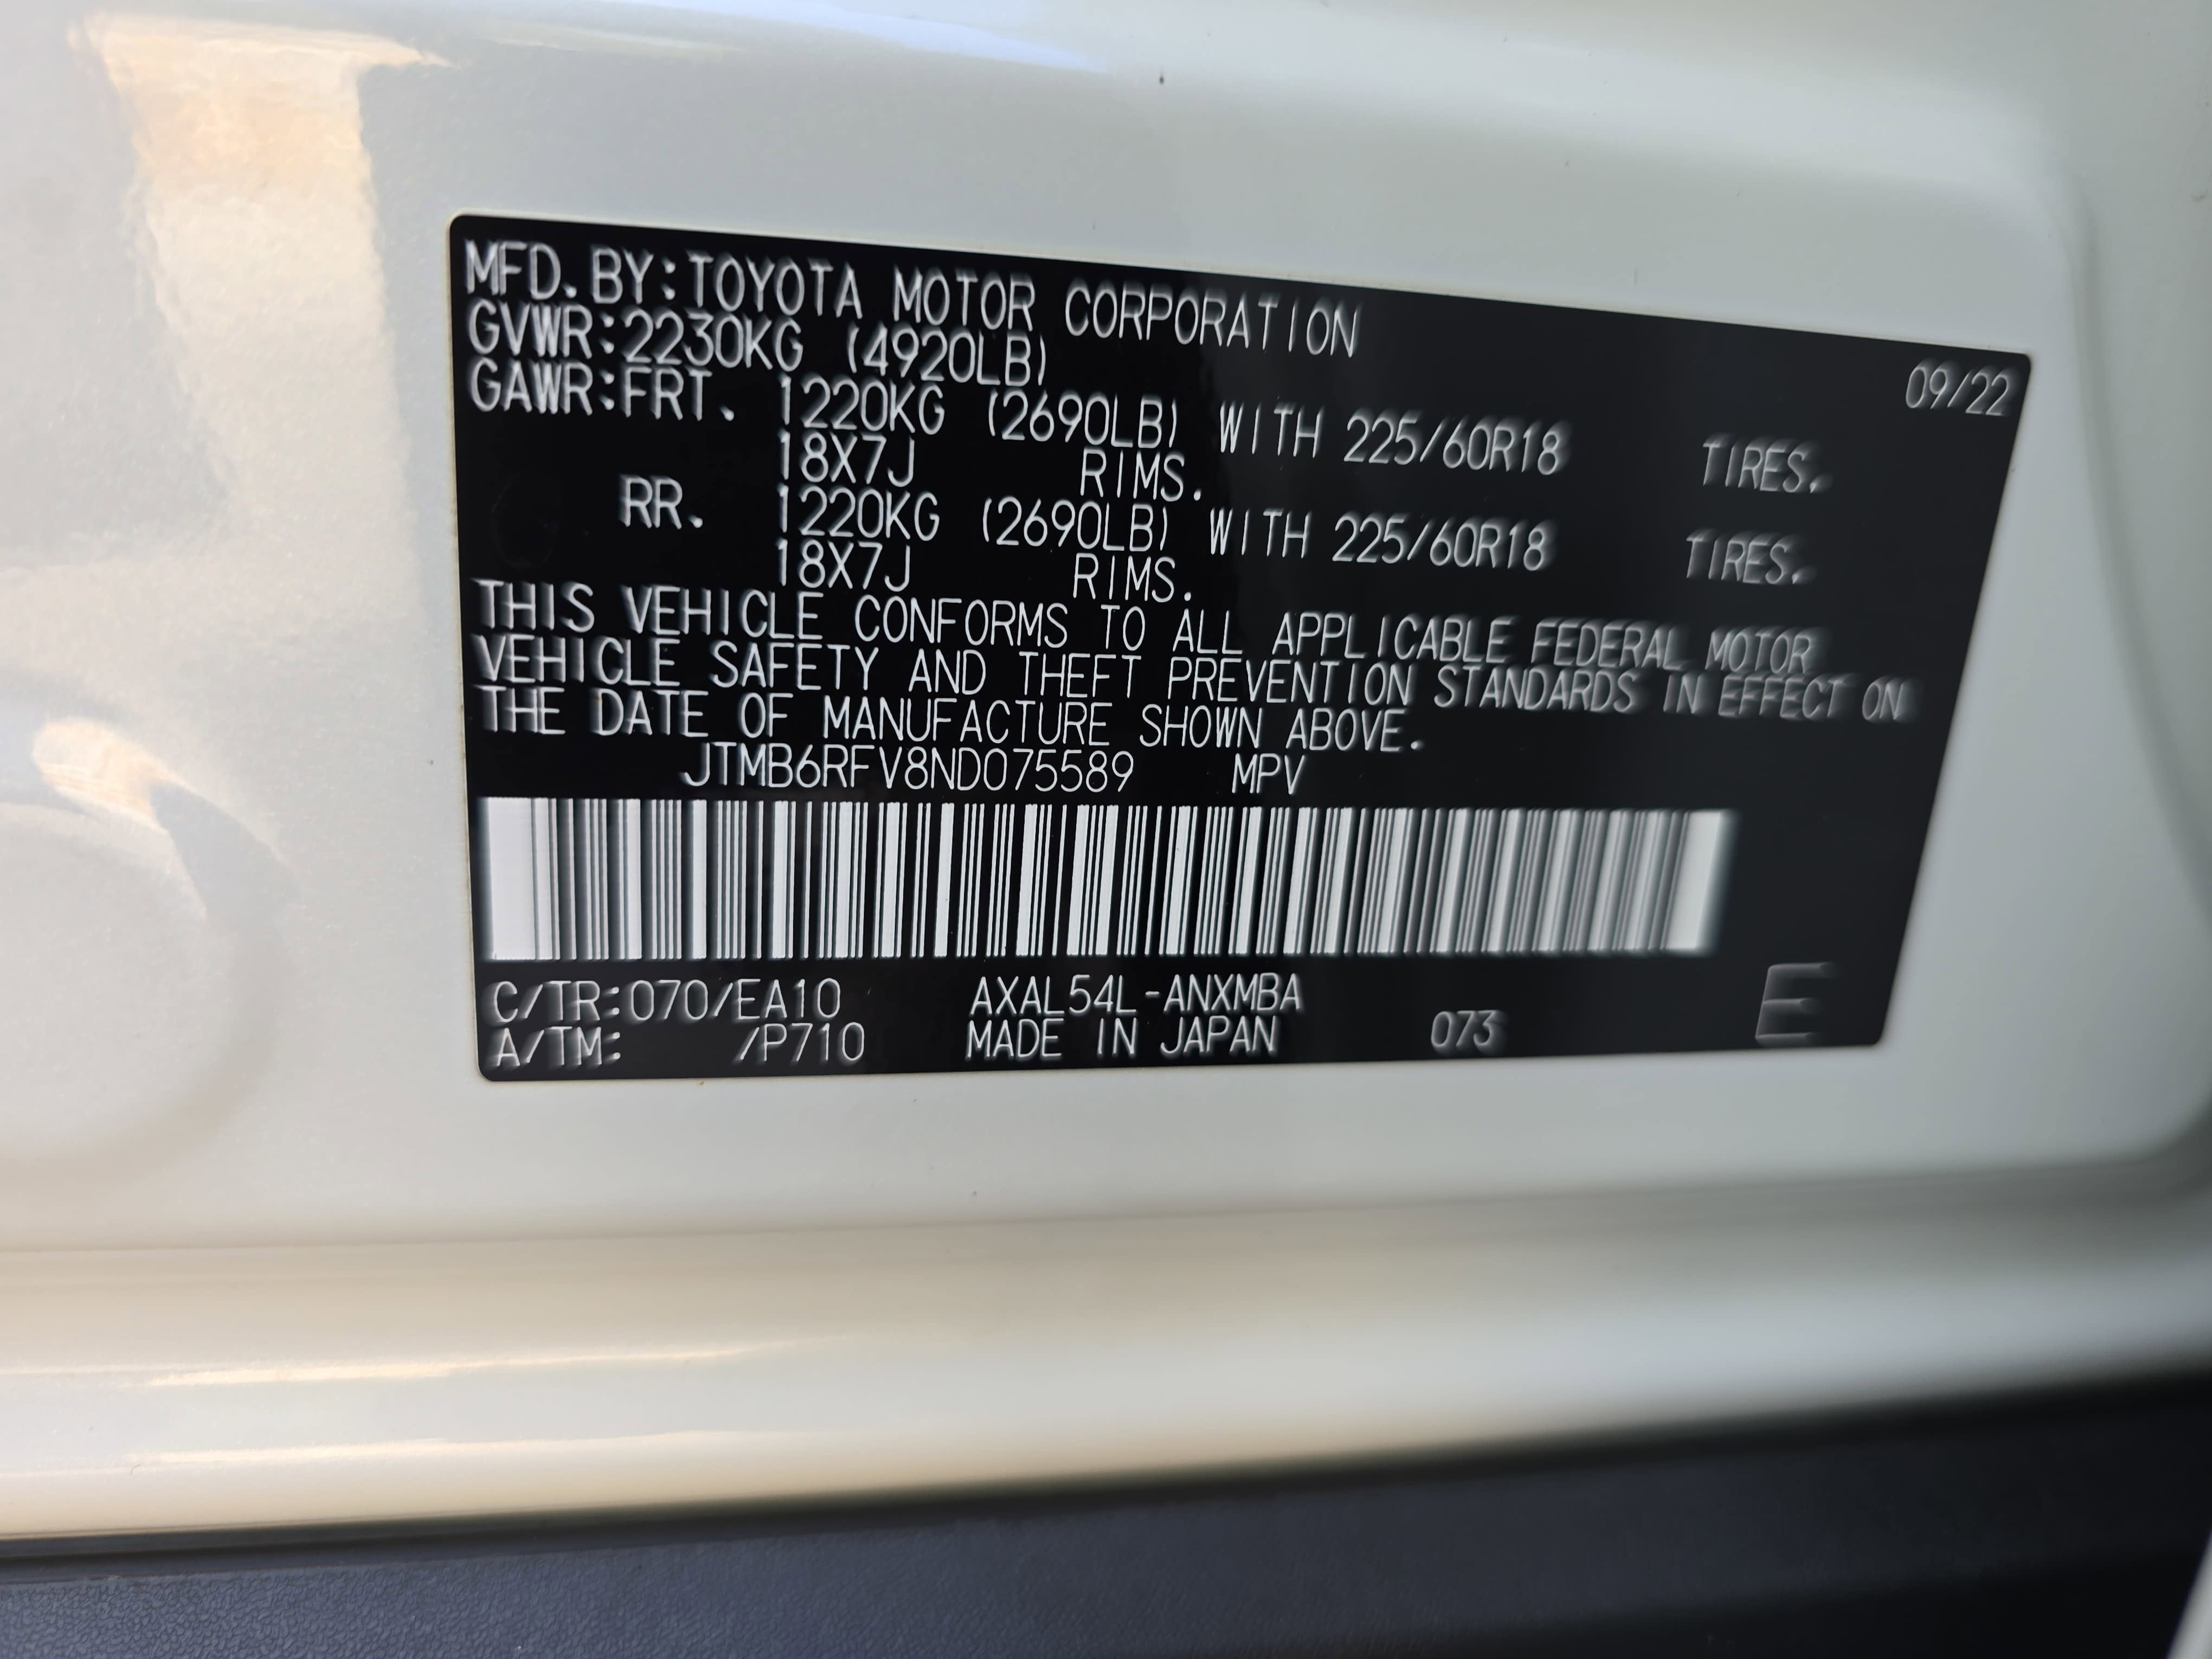 MFD. BY: TOYOTA MOTOR CORPORATION
09/22
GVWR: 2230KG (4920LB)
GAWR: FRT. 1220KG (2690LB) WITH 225/60R18 TIRES.
18X7J RIMS.
RR. 1220KG (2690LB) WITH 225/60R18 TIRES.
18X7J RIMS.
THIS VEHICLE CONFORMS TO ALL APPLICABLE FEDERAL MOTOR
VEHICLE SAFETY AND THEFT PREVENTION STANDARDS IN EFFECT ON
THE DATE OF MANUFACTURE SHOWN ABOVE.
JTMB6RFV8ND075589 MPV
C/TR: 070/EA10 AXAL54L-ANXMBA
A/TM: /P710 MADE IN JAPAN 073 E